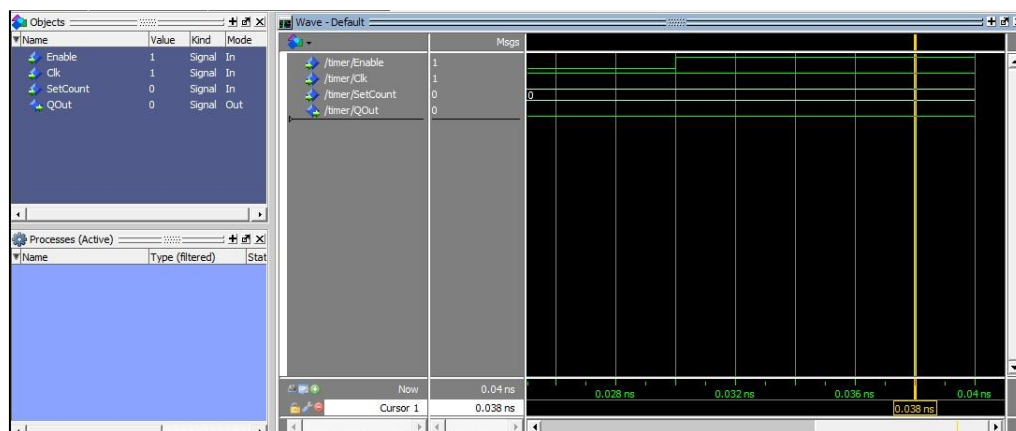 Objects
Name Value Kind Mode
Enable 1 Signal In
Clk 1 Signal In
SetCount 0 Signal In
QOut 0 Signal Out
Processes (Active)
Name Type (filtered) Stat
Wave - Default
Msgs
/timer/Enable 1
/timer/Clk 1
/timer/SetCount 0 0
/timer/QOut 0
Now 0.04 ns 0.028 ns 0.032 ns 0.036 ns 0.04 ns
Cursor 1 0.038 ns 0.038 ns